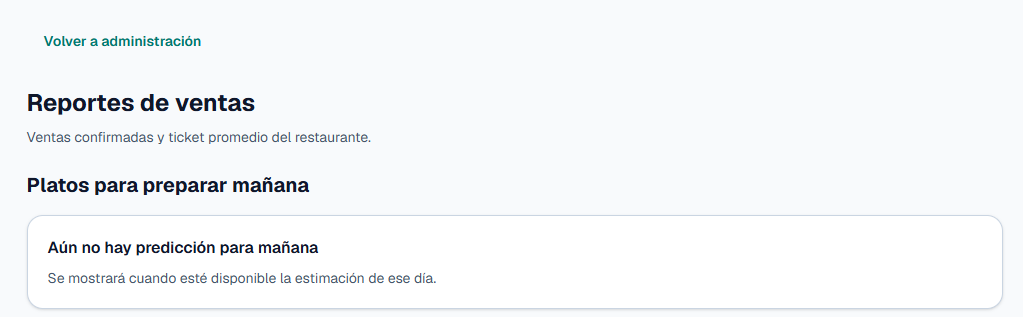 Volver a administración
Reportes de ventas
Ventas confirmadas y ticket promedio del restaurante.
Platos para preparar mañana
Aún no hay predicción para mañana
Se mostrará cuando esté disponible la estimación de ese día.